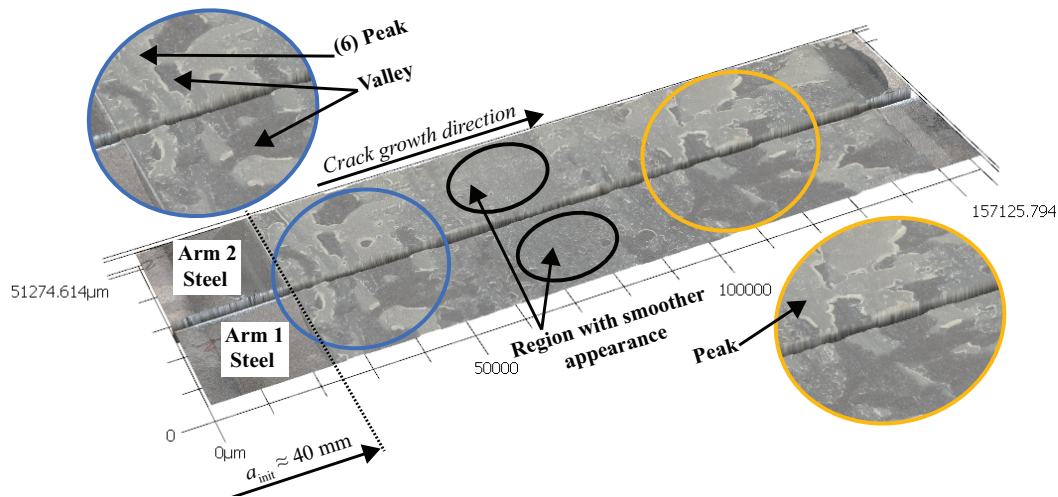 (6) Peak
Valley
Crack growth direction
157125.794
Arm 2
Steel
51274.614μm
100000
Arm 1
Steel
Region with smoother
appearance
Peak
50000
0
0μm
a_init ≈ 40 mm